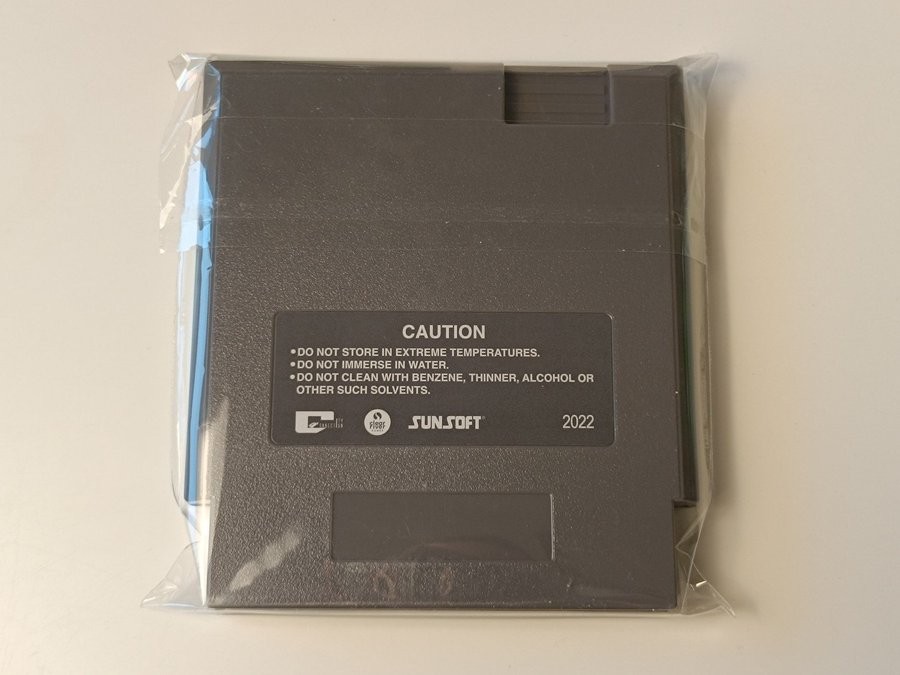 CAUTION
•DO NOT STORE IN EXTREME TEMPERATURES.
•DO NOT IMMERSE IN WATER.
•DO NOT CLEAN WITH BENZENE, THINNER, ALCOHOL OR
OTHER SUCH SOLVENTS.
SUNSOFT® 2022